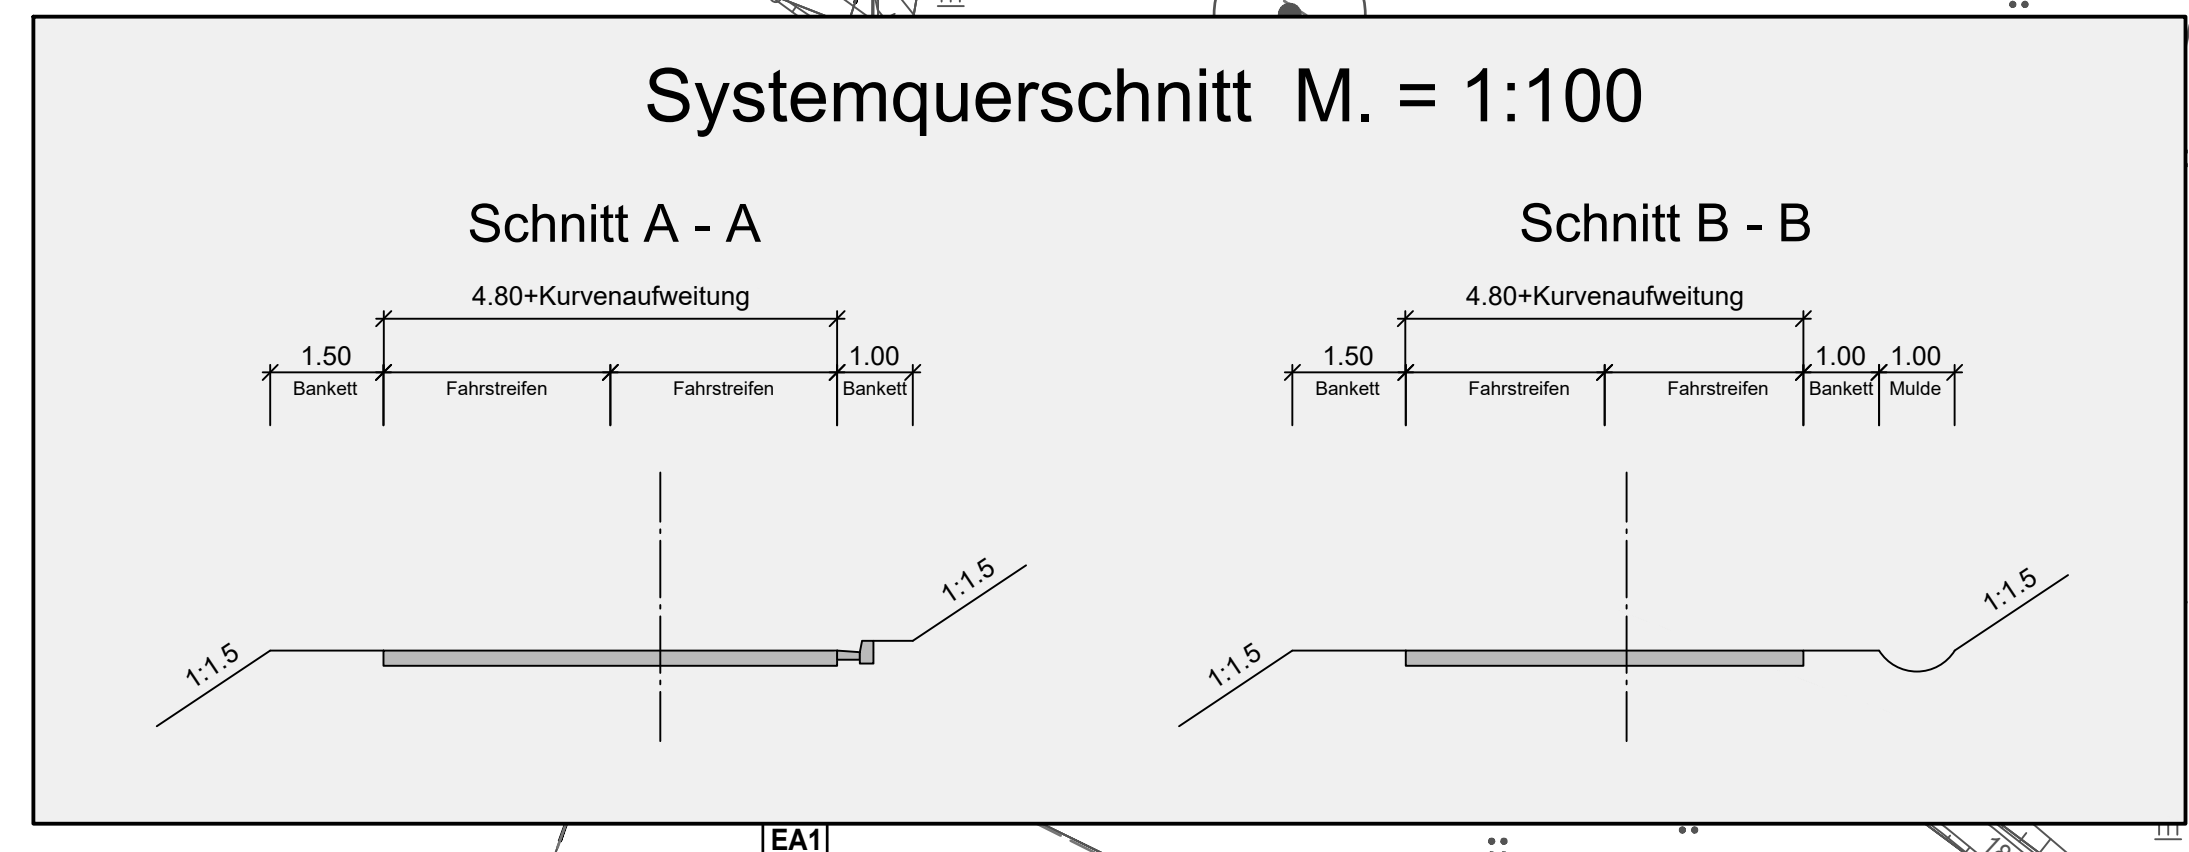 Systemquerschnitt M. = 1:100
Schnitt A - A
4.80+Kurvenaufweitung
1.50
1.00
Bankett
Fahrstreifen
Fahrstreifen
Bankett
1:1.5
1:1.5
Schnitt B - B
4.80+Kurvenaufweitung
1.50
1.00
1.00
Bankett
Fahrstreifen
Fahrstreifen
Bankett
Mulde
1:1.5
1:1.5
EA1